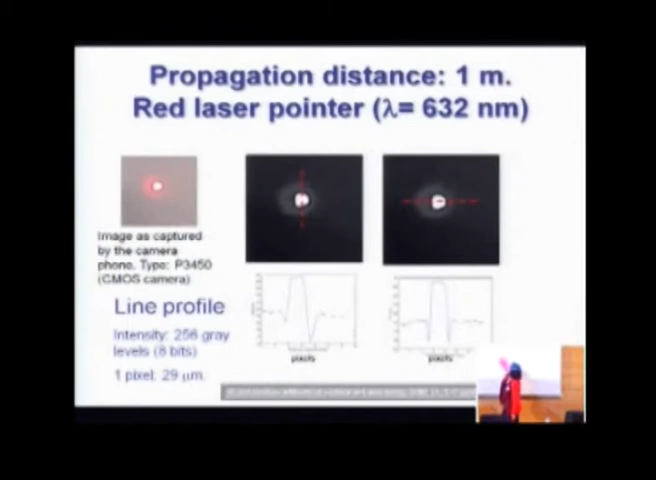 Propagation distance: 1 m.
Red laser pointer (λ= 632 nm)
Image as captured
by the camera
phone. Type: P3450
(CMOS camera)
Line profile
Intensity: 256 gray
levels (8 bits)
1 pixel: 29 μm.
pixels
pixels